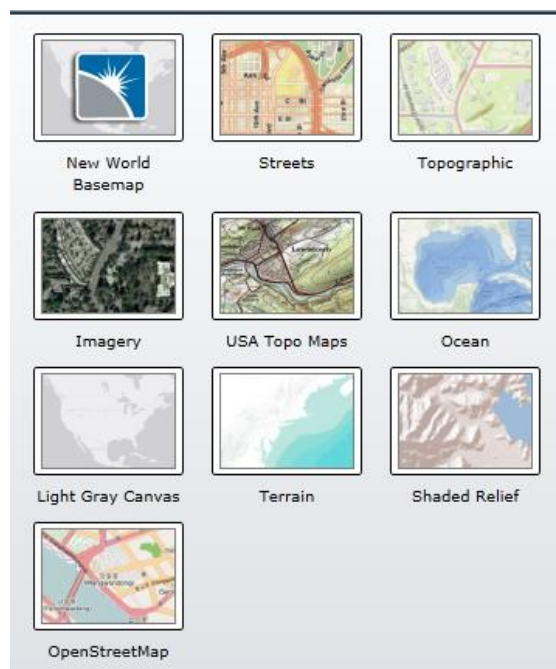 New World
Basemap
Streets
Topographic
Imagery
USA Topo Maps
Ocean
Light Gray Canvas
Terrain
Shaded Relief
OpenStreetMap